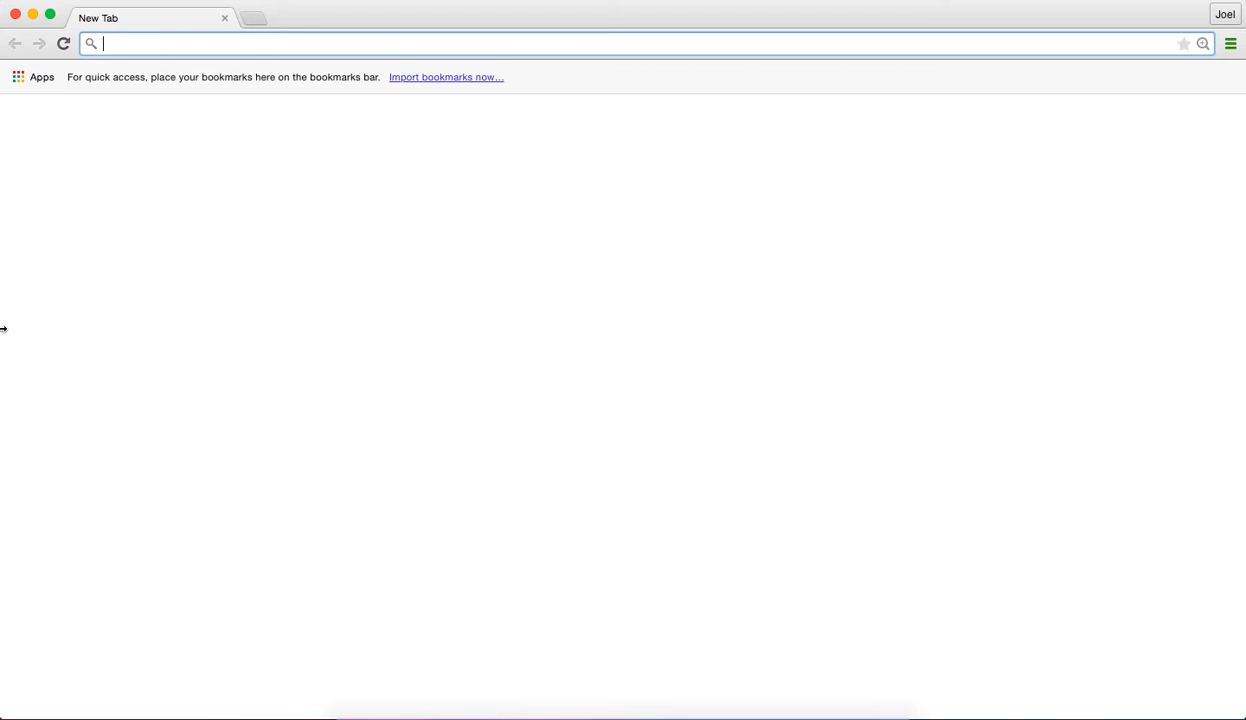 New Tab
Joel
Apps For quick access, place your bookmarks here on the bookmarks bar. Import bookmarks now...